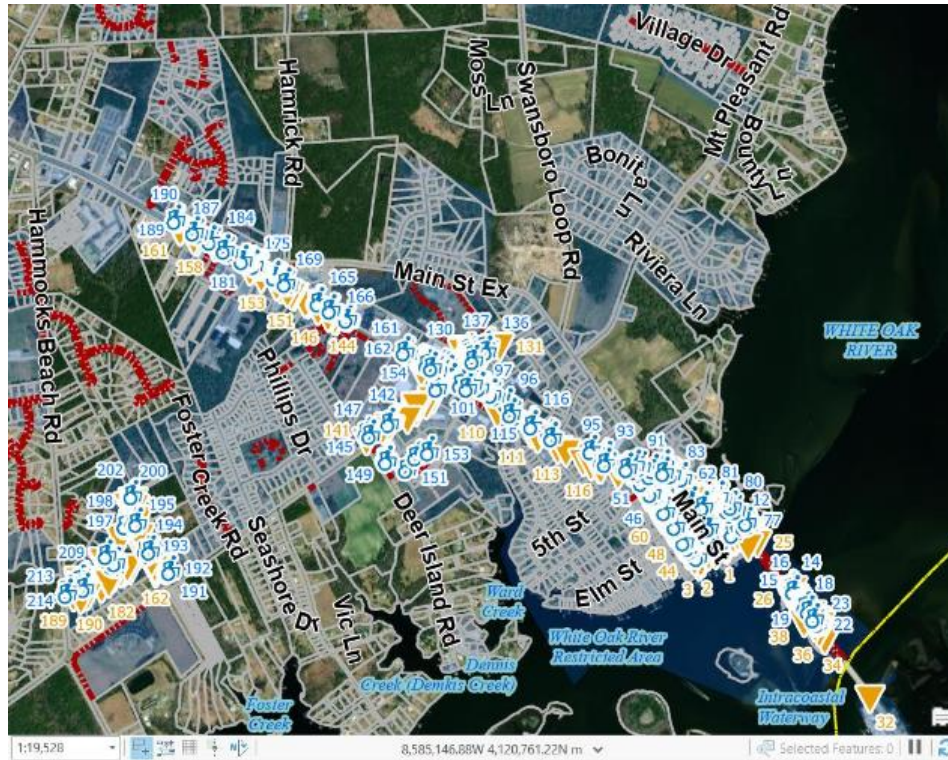 Village Dr
Mt Pleasant Rd
Hamrick Rd
Moss Ln
Swansboro Loop Rd
Bounty Ln
Bonita Ln
190
187
189
184
161
175
158
169
181
Hammocks Beach Rd
Riviera Ln
Main St Ex
165
153
166
151
146
144
161
162
130
137
136
131
WHITE OAK
RIVER
154
97
96
Phillips Dr
142
101
116
147
141
145
110
115
95
93
111
91
153
83
149
151
113
62
81
80
116
51
12
Foster Creek Rd
202
200
198
195
197
194
46
60
Main St
77
25
5th St
48
44
209
193
192
191
Deer Island Rd
Seashore Dr
3
2
1
16
14
15
18
26
213
214
189
190
182
162
Elm St
Ward
Creek
19
23
22
38
36
34
Vic Ln
White Oak River
Restricted Area
Dennis
Creek (Demkis Creek)
Foster
Creek
Intracoastal
Waterway
32
1:19,528
8,585,146.88W 4,120,761.22N m
Selected Features: 0